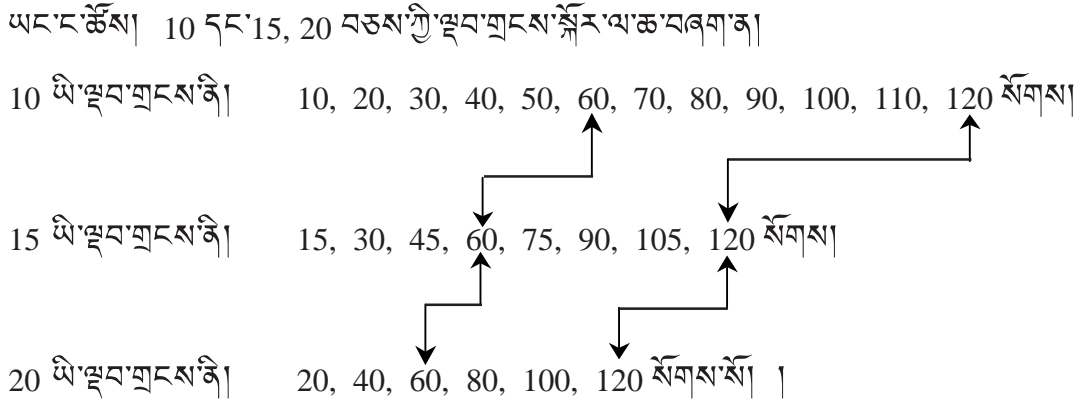 ཡང་ང་ཚོས། 10 དང་15, 20 བཅས་ཀྱི་ལྡབ་གྲངས་སྐོར་ལ་ཆ་བཞག་ན།
10 ཡི་ལྡབ་གྲངས་ནི། 10, 20, 30, 40, 50, 60, 70, 80, 90, 100, 110, 120 སོགས།
15 ཡི་ལྡབ་གྲངས་ནི། 15, 30, 45, 60, 75, 90, 105, 120 སོགས།
20 ཡི་ལྡབ་གྲངས་ནི། 20, 40, 60, 80, 100, 120 སོགས་སོ། །